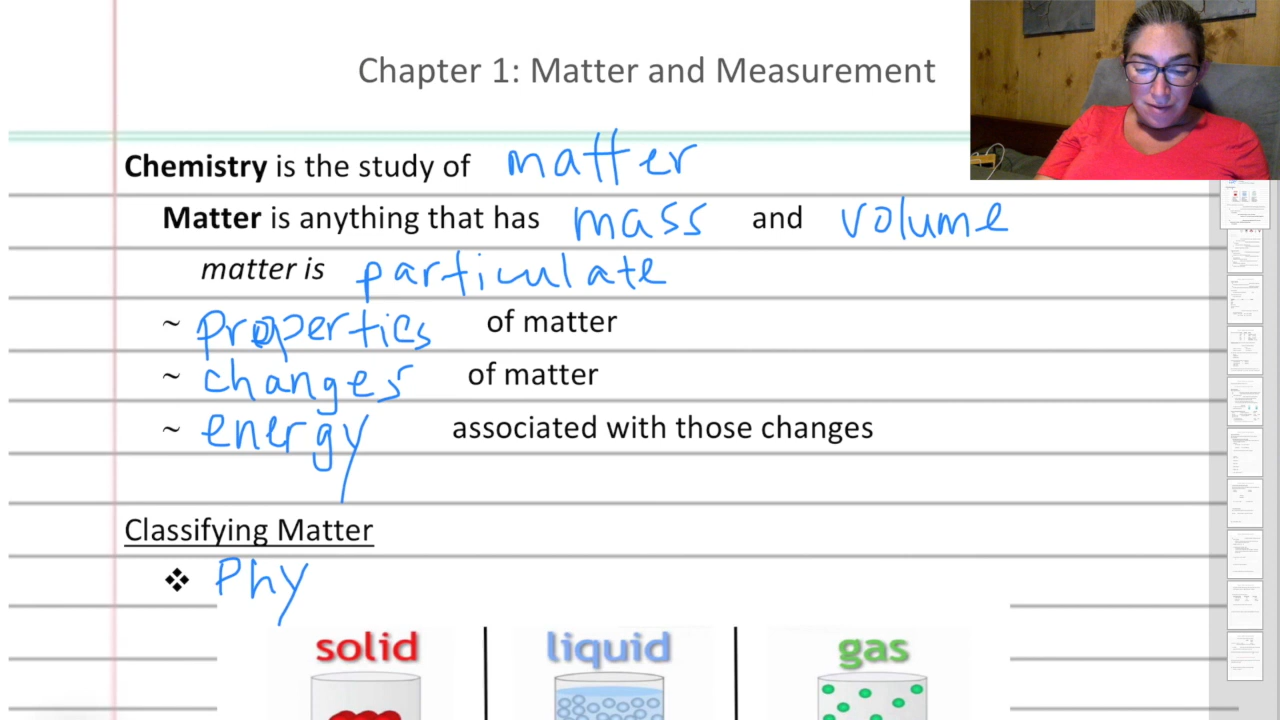 Chapter 1: Matter and Measurement
Chemistry is the study of matter
Matter is anything that has mass and volume
matter is particulate
~ properties of matter
~ changes of matter
~ energy associated with those changes
Classifying Matter
❖ Phy
solid liquid gas